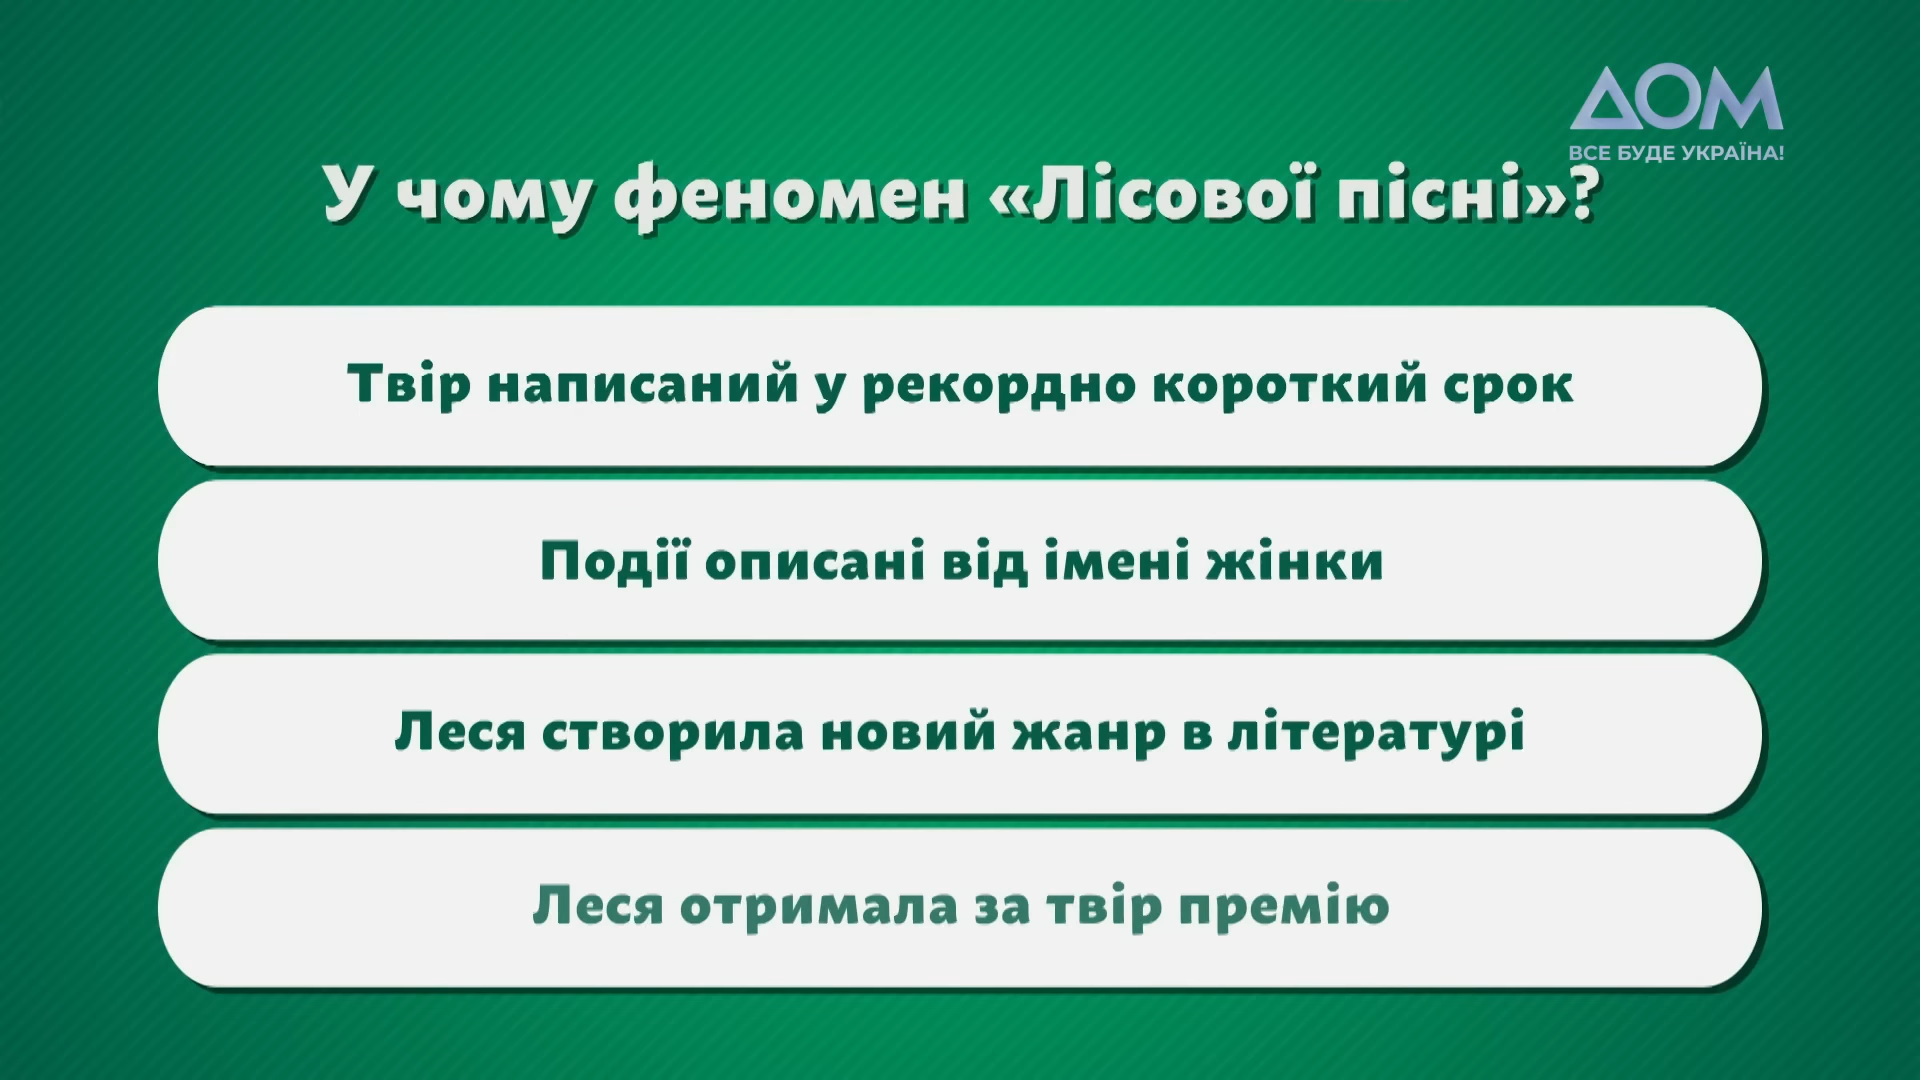 ДОМ
ВСЕ БУДЕ УКРАЇНА!
У чому феномен «Лісової пісні»?
Твір написаний у рекордно короткий срок
Події описані від імені жінки
Леся створила новий жанр в літературі
Леся отримала за твір премію